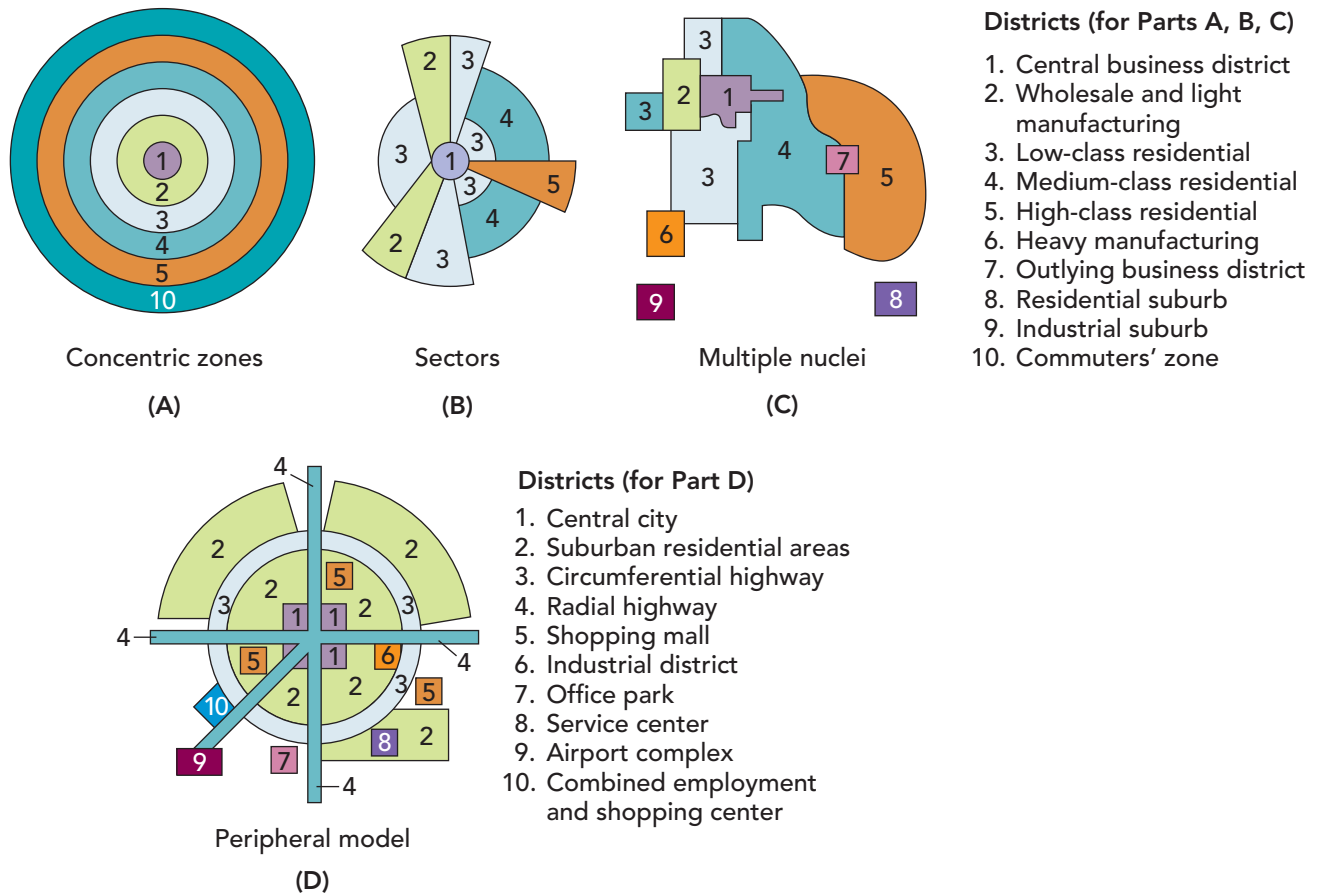 1
2
3
4
5
10
Concentric zones
(A)
2
3
4
3
3
1
5
3
4
2
3
Sectors
(B)
3
2
1
3
4
7
5
3
6
9
8
Multiple nuclei
(C)
Districts (for Parts A, B, C)
1. Central business district
2. Wholesale and light
manufacturing
3. Low-class residential
4. Medium-class residential
5. High-class residential
6. Heavy manufacturing
7. Outlying business district
8. Residential suburb
9. Industrial suburb
10. Commuters’ zone
4
2
2
5
2
3
1
1
2
3
4
5
1
6
4
2
2
3
5
10
8
2
9
7
4
Peripheral model
(D)
Districts (for Part D)
1. Central city
2. Suburban residential areas
3. Circumferential highway
4. Radial highway
5. Shopping mall
6. Industrial district
7. Office park
8. Service center
9. Airport complex
10. Combined employment
and shopping center